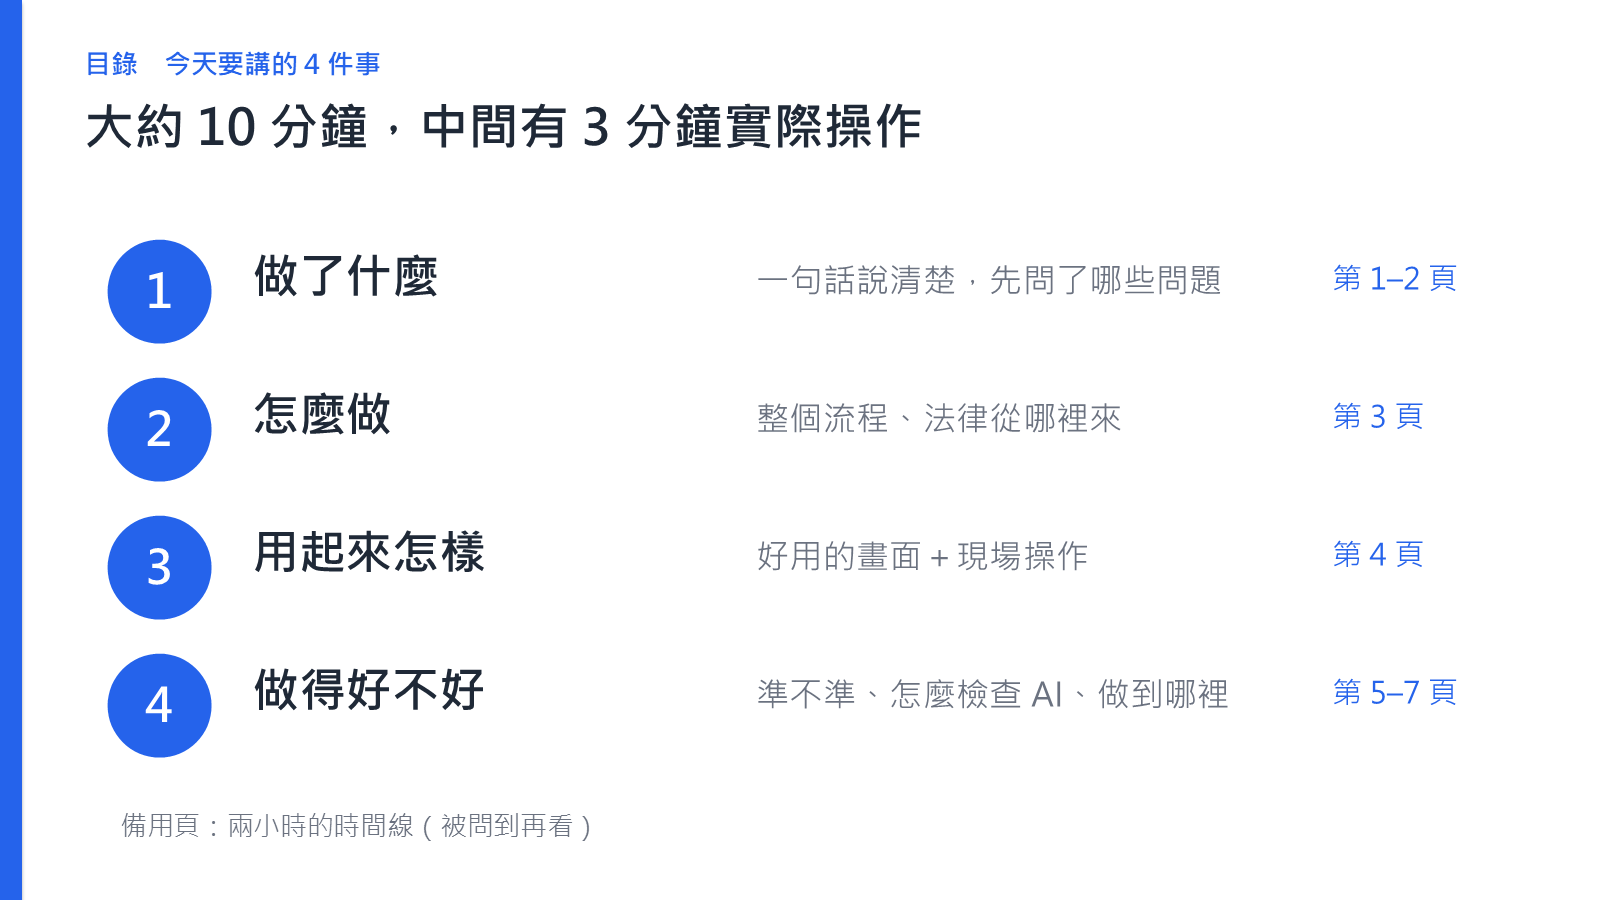 目錄　今天要講的 4 件事
大約 10 分鐘，中間有 3 分鐘實際操作
1 做了什麼 一句話說清楚，先問了哪些問題 第 1–2 頁
2 怎麼做 整個流程、法律從哪裡來 第 3 頁
3 用起來怎樣 好用的畫面 + 現場操作 第 4 頁
4 做得好不好 準不準、怎麼檢查 AI、做到哪裡 第 5–7 頁
備用頁：兩小時的時間線（被問到再看）